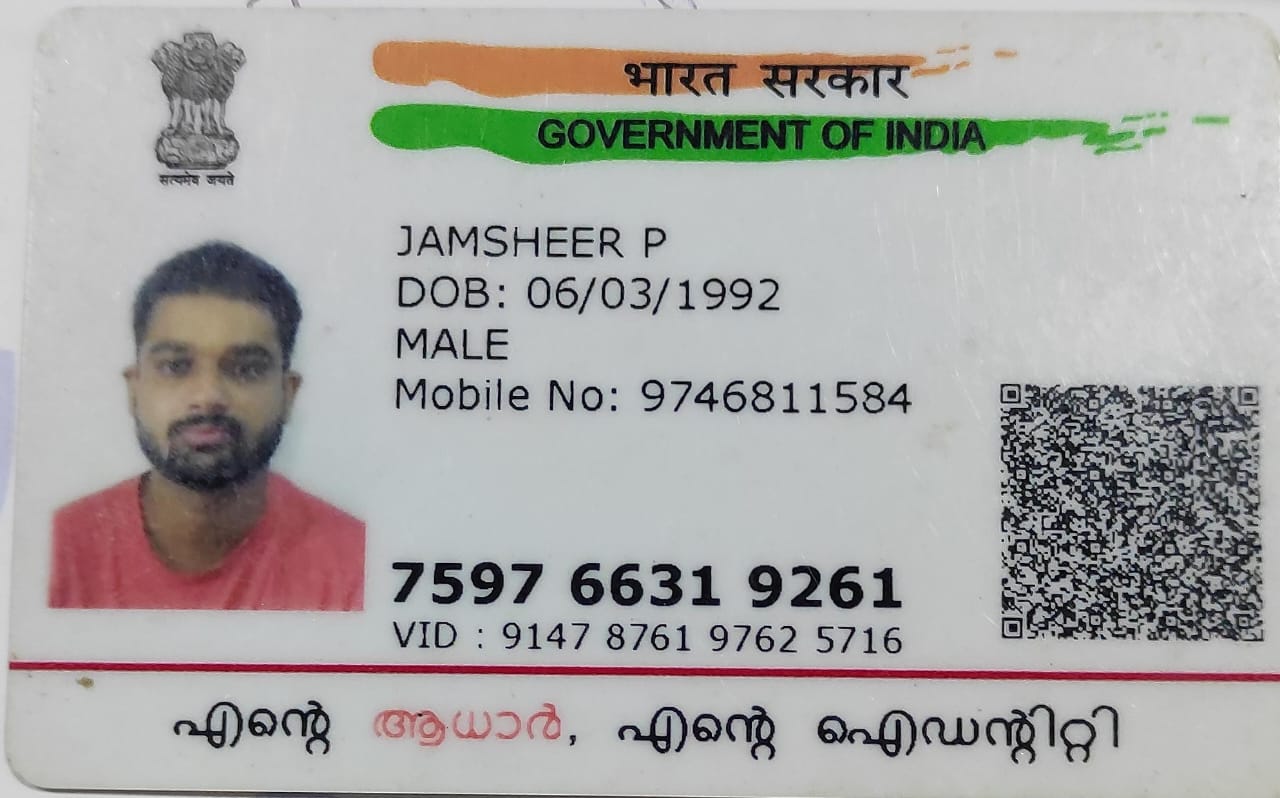 सत्यमेव जयते
भारत सरकार
GOVERNMENT OF INDIA
JAMSHEER P
DOB: 06/03/1992
MALE
Mobile No: 9746811584
7597 6631 9261
VID : 9147 8761 9762 5716
എന്റെ ആധാർ, എന്റെ ഐഡന്റിറ്റി